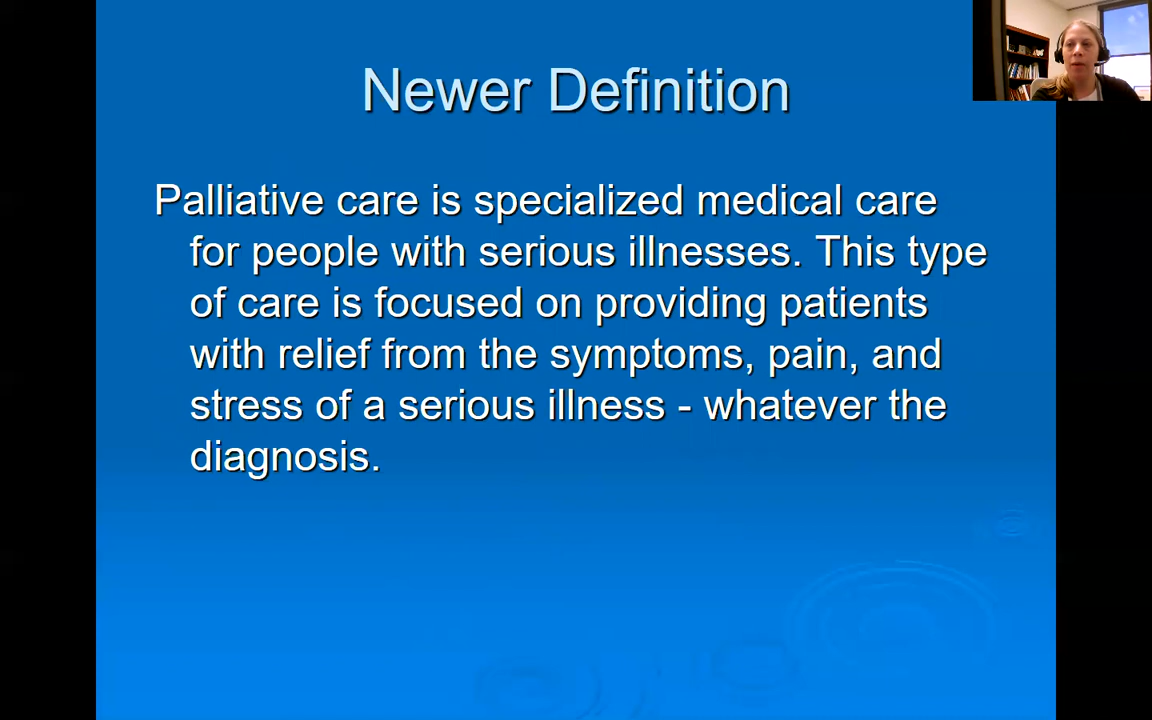 Newer Definition
Palliative care is specialized medical care
for people with serious illnesses. This type
of care is focused on providing patients
with relief from the symptoms, pain, and
stress of a serious illness - whatever the
diagnosis.